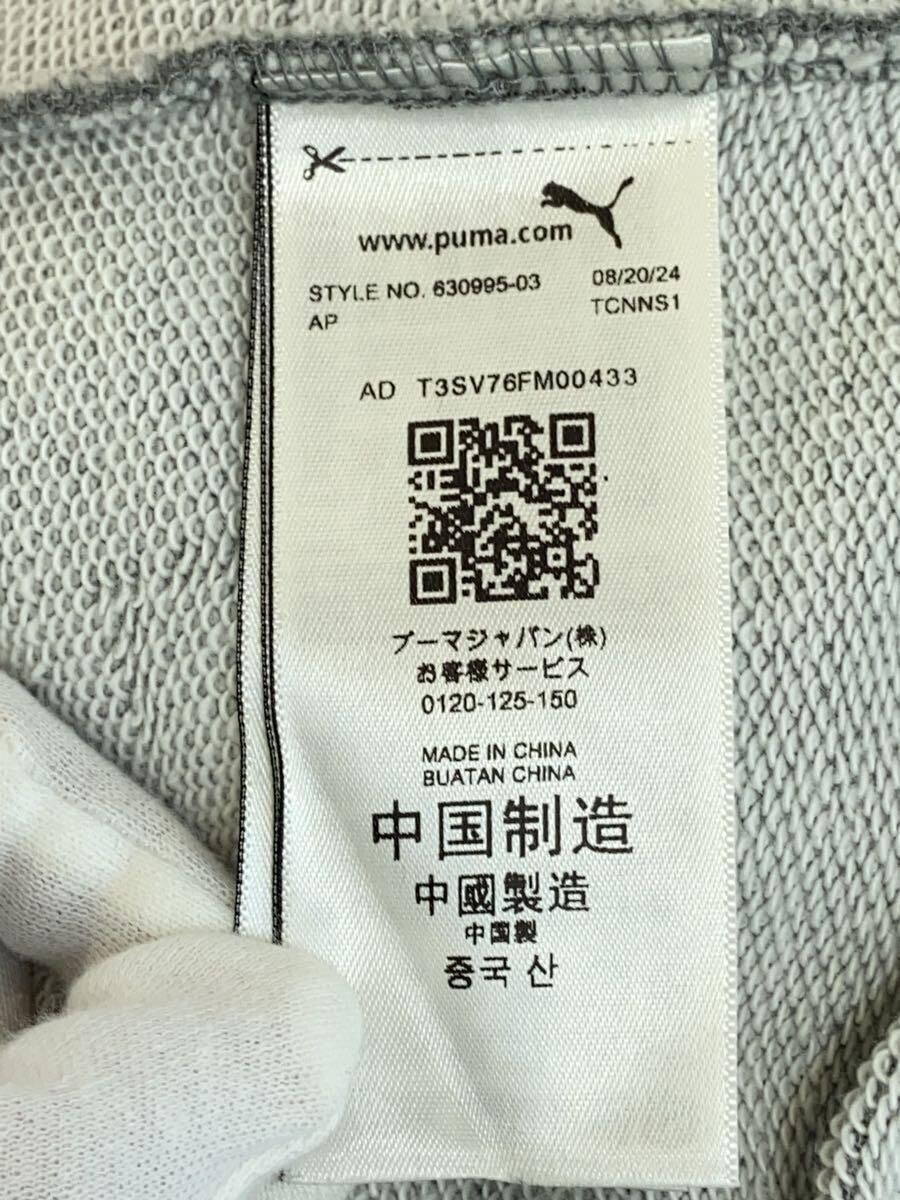 www.puma.com
STYLE NO. 630995-03 08/20/24
AP TCNNS1
AD T3SV76FM00433
プーマジャパン(株)
お客様サービス
0120-125-150
MADE IN CHINA
BUATAN CHINA
中国制造
中國製造
中国製
중국 산